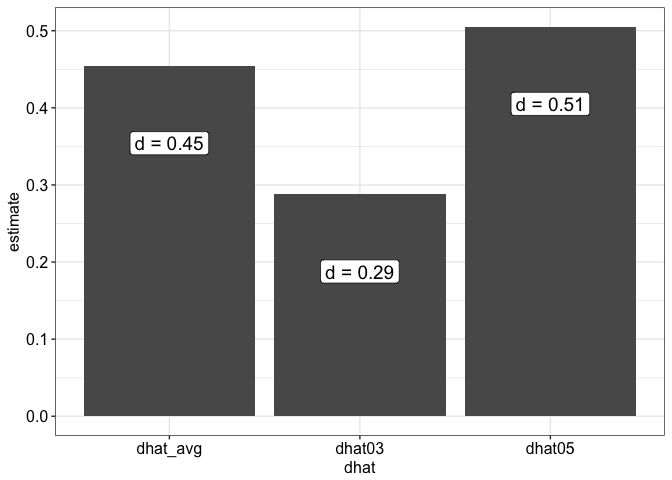 0.5
0.4
0.3
0.2
0.1
0.0
estimate
d = 0.45
d = 0.29
d = 0.51
dhat_avg
dhat03
dhat05
dhat